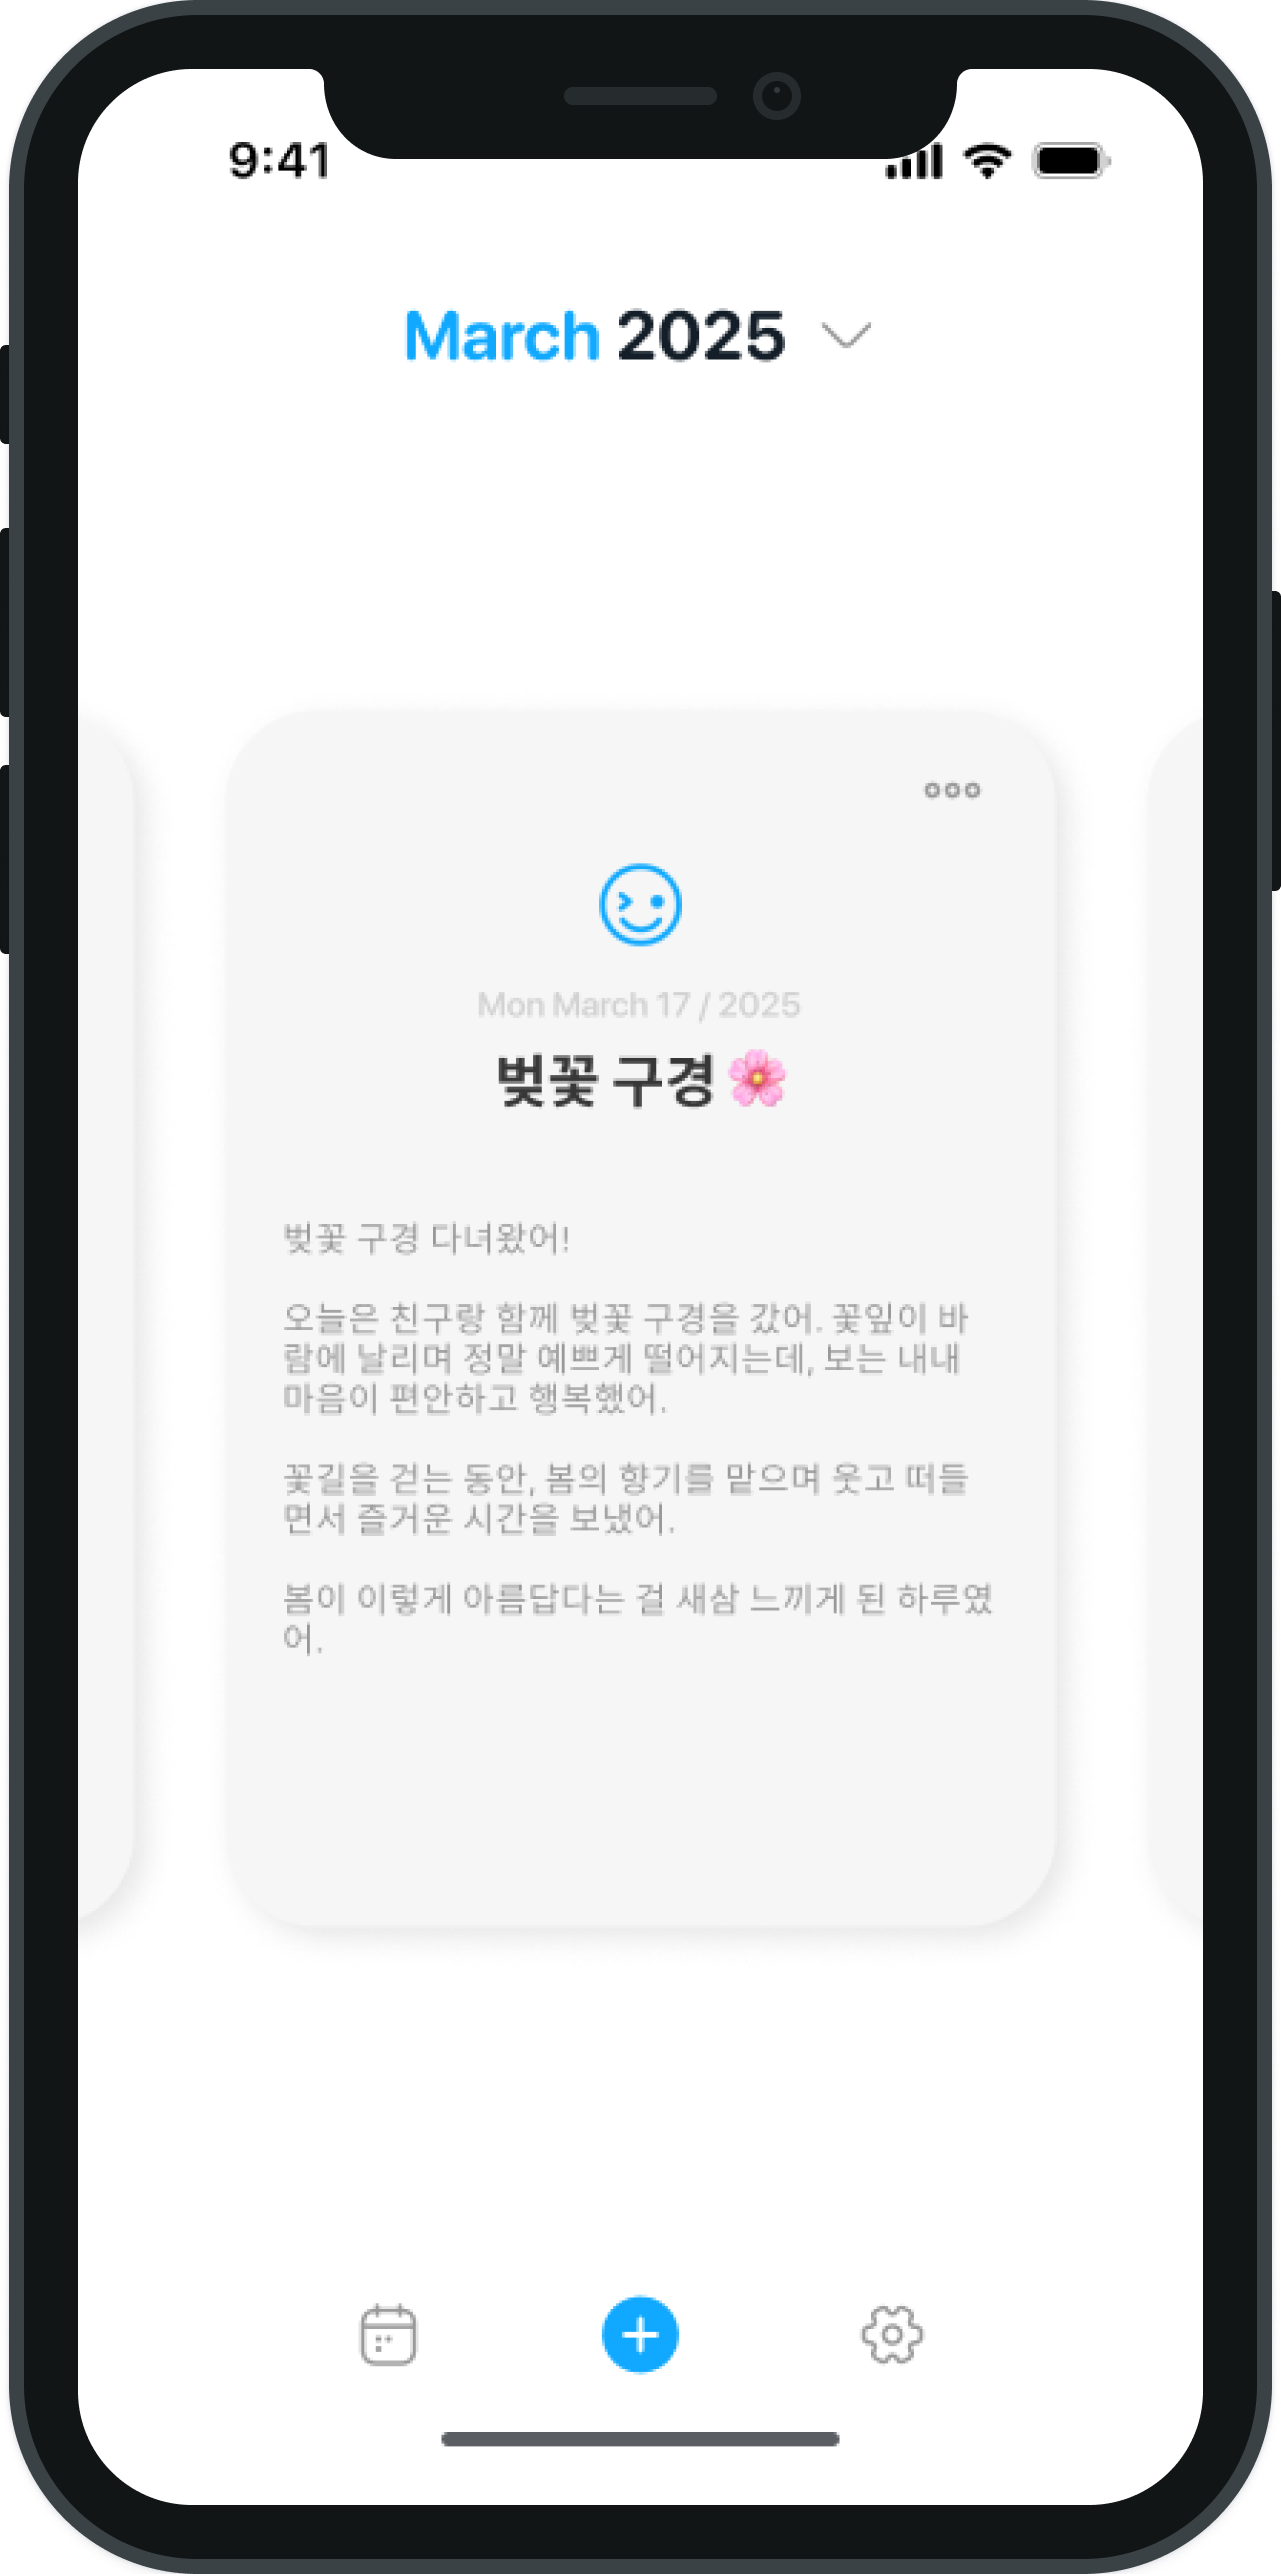 9:41
March 2025
Mon March 17 / 2025
벚꽃 구경 🌸
벚꽃 구경 다녀왔어!
오늘은 친구랑 함께 벚꽃 구경을 갔어. 꽃잎이 바
람에 날리며 정말 예쁘게 떨어지는데, 보는 내내
마음이 편안하고 행복했어.
꽃길을 걷는 동안, 봄의 향기를 맡으며 웃고 떠들
면서 즐거운 시간을 보냈어.
봄이 이렇게 아름답다는 걸 새삼 느끼게 된 하루였
어.